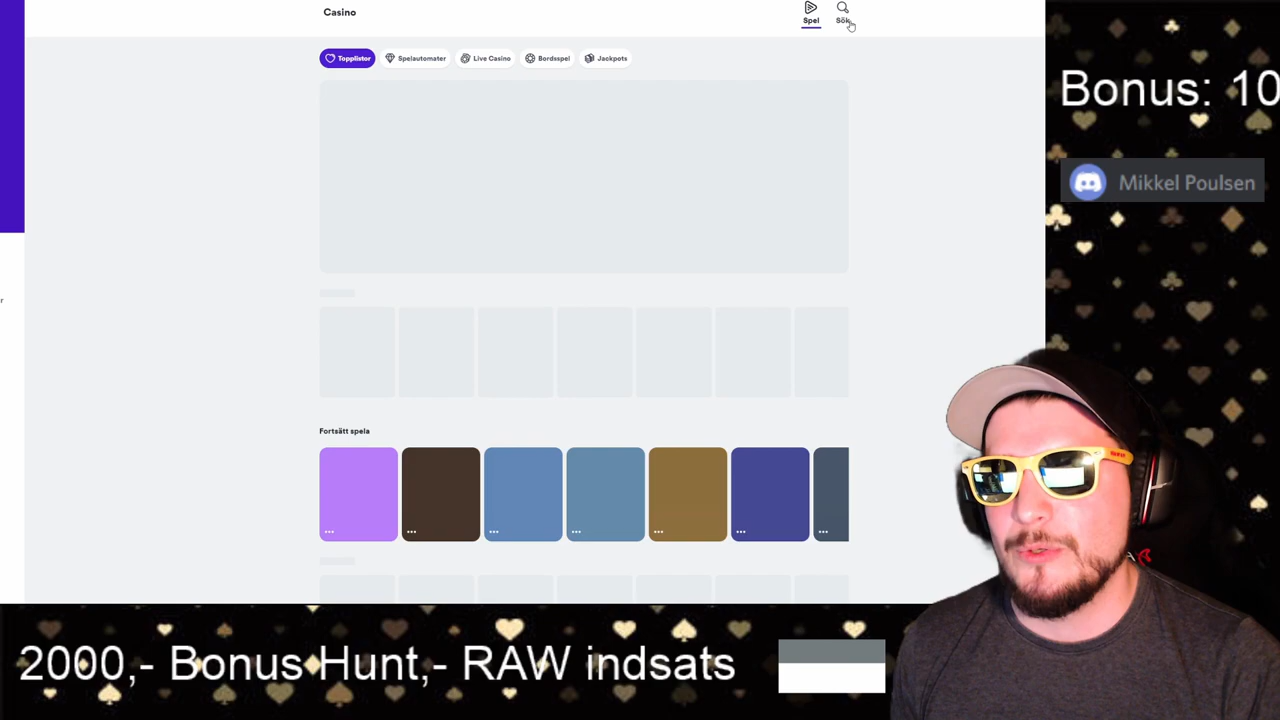 Casino
Spel
Sök
Topplistor
Spelautomater
Live Casino
Bordsspel
Jackpots
Bonus: 10
Mikkel Poulsen
r
Fortsätt spela
2000,- Bonus Hunt,- RAW indsats